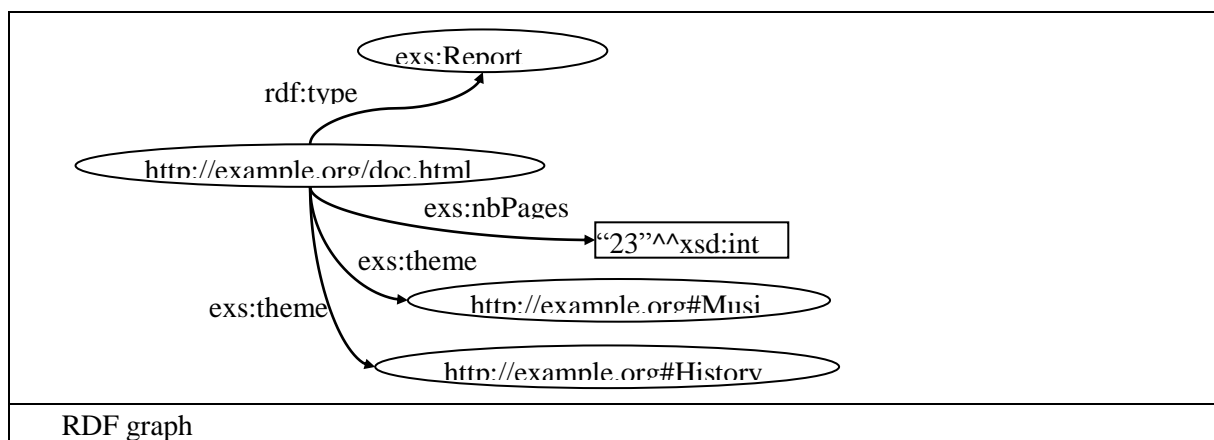 exs:Report
rdf:type
http://example.org/doc.html
exs:nbPages
“23”^^xsd:int
exs:theme
http://example.org#Musi
exs:theme
http://example.org#History
RDF graph